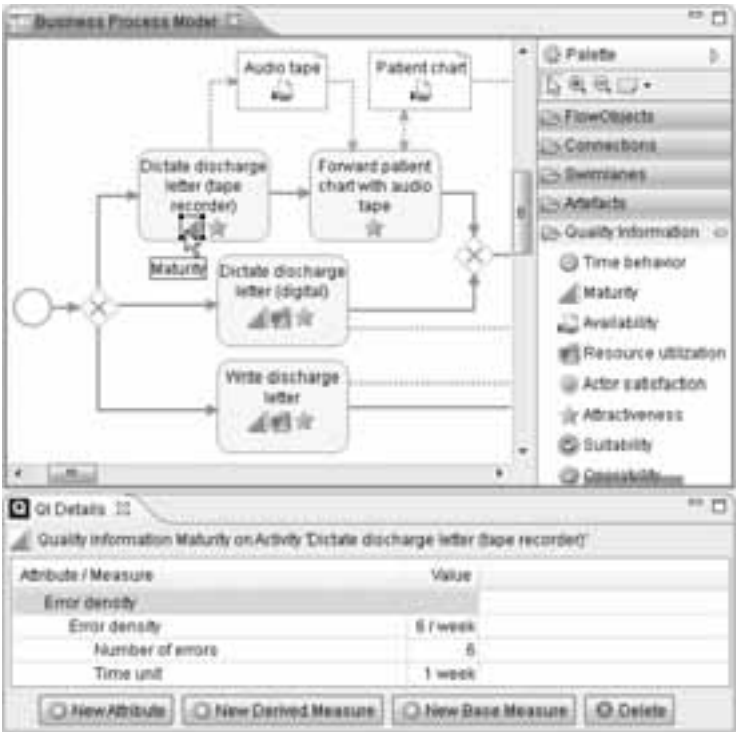 Business Process Model
Audio tape
Patient chart
Dictate discharge
letter (tape
recorder)
Forward patient
chart with audio
tape
Maturity
Dictate discharge
letter (digital)
Write discharge
letter
Palette
FlowObjects
Connections
Swimlanes
Artefacts
Quality Information
Time behavior
Maturity
Availability
Resource utilization
Actor satisfaction
Attractiveness
Suitability
QI Details
Quality Information Maturity on Activity 'Dictate discharge letter (tape recorder)'
Attribute / Measure Value
Error density
Error density 6 / week
Number of errors 6
Time unit 1 week
New Attribute New Derived Measure New Base Measure Delete